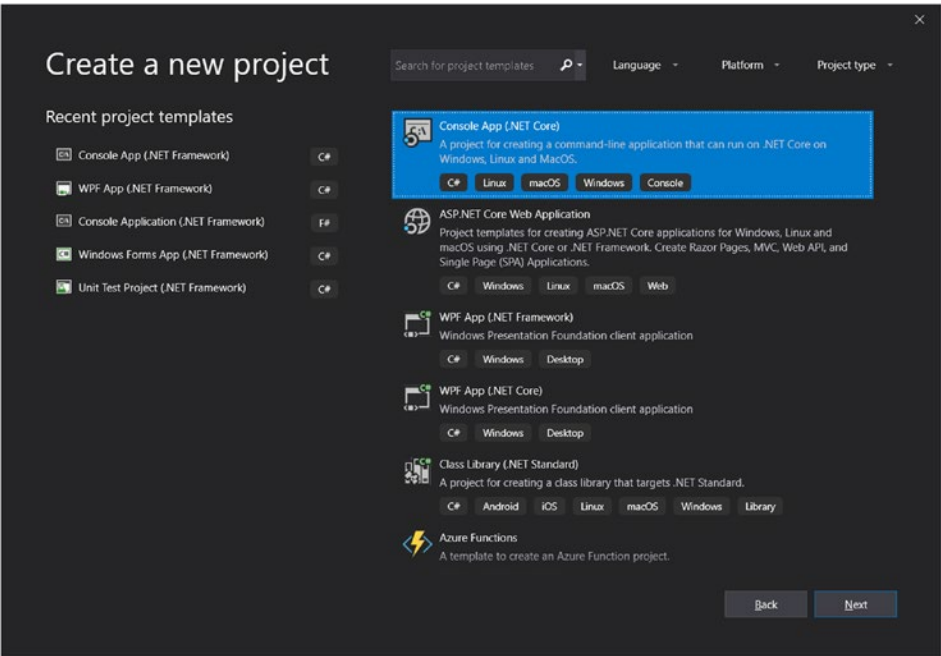 Create a new project
Search for project templates
Language
Platform
Project type
Recent project templates
Console App (.NET Framework)
C#
WPF App (.NET Framework)
C#
Console Application (.NET Framework)
F#
Windows Forms App (.NET Framework)
C#
Unit Test Project (.NET Framework)
C#
Console App (.NET Core)
A project for creating a command-line application that can run on .NET Core on
Windows, Linux and MacOS.
C# Linux macOS Windows Console
ASP.NET Core Web Application
Project templates for creating ASP.NET Core applications for Windows, Linux and
macOS using .NET Core or .NET Framework. Create Razor Pages, MVC, Web API, and
Single Page (SPA) Applications.
C# Windows Linux macOS Web
WPF App (.NET Framework)
Windows Presentation Foundation client application
C# Windows Desktop
WPF App (.NET Core)
Windows Presentation Foundation client application
C# Windows Desktop
Class Library (.NET Standard)
A project for creating a class library that targets .NET Standard.
C# Android iOS Linux macOS Windows Library
Azure Functions
A template to create an Azure Function project.
Back
Next